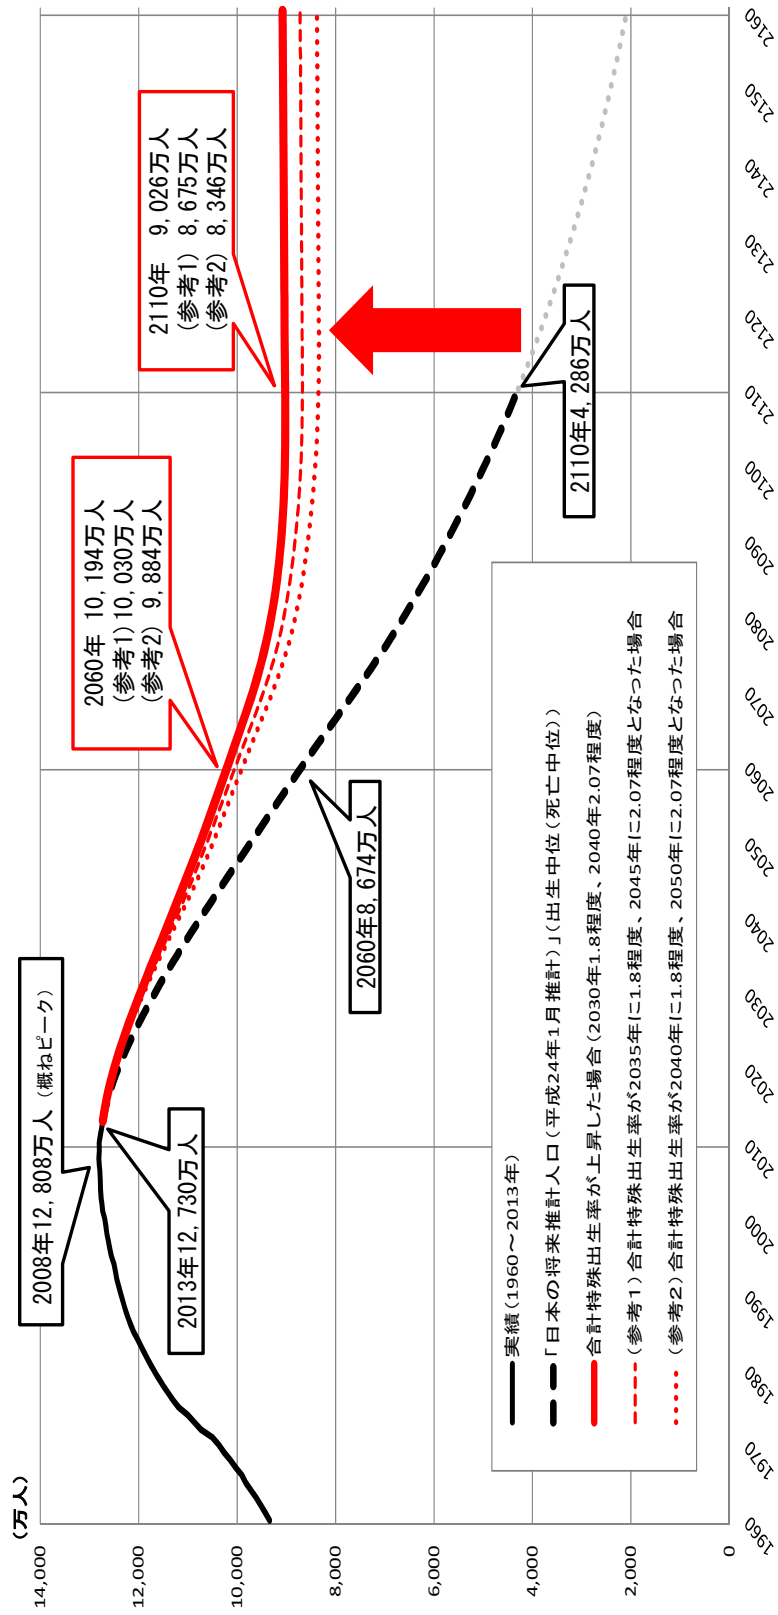 (万人)
14,000
12,000
10,000
8,000
6,000
4,000
2,000
0
2008年12,808万人 (概ねピーク)
2013年12,730万人
2060年 10,194万人
(参考1)10,030万人
(参考2) 9,884万人
2110年 9,026万人
(参考1) 8,675万人
(参考2) 8,346万人
2060年8,674万人
2110年4,286万人
実績(1960~2013年)
「日本の将来推計人口(平成24年1月推計)」(出生中位(死亡中位))
合計特殊出生率が上昇した場合(2030年1.8程度、2040年2.07程度)
(参考1)合計特殊出生率が2035年に1.8程度、2045年に2.07程度となった場合
(参考2)合計特殊出生率が2040年に1.8程度、2050年に2.07程度となった場合
1960
1970
1980
1990
2000
2010
2020
2030
2040
2050
2060
2070
2080
2090
2100
2110
2120
2130
2140
2150
2160